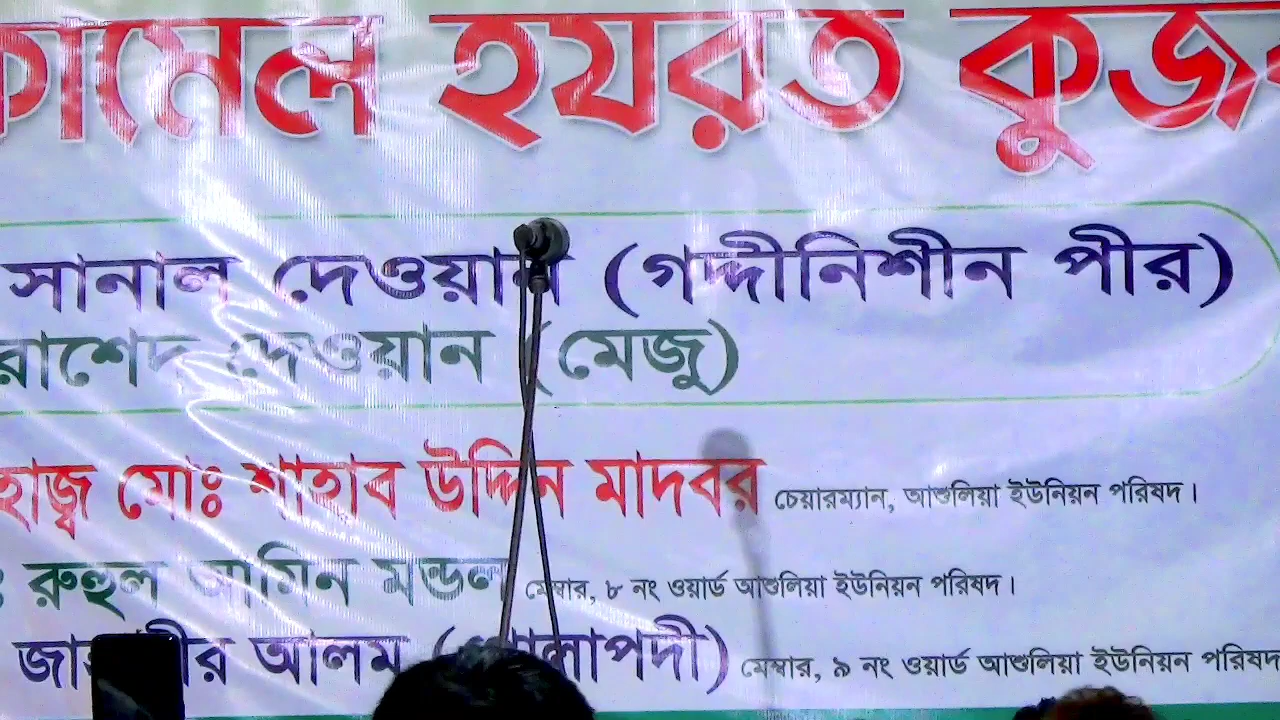 কামেল হযরত কুজর
সানাল দেওয়ান (গদ্দীনিশীন পীর)
রাশেদ দেওয়ান (মেজু)
হাজ্ব মোঃ শাহাব উদ্দিন মাদবর চেয়ারম্যান, আশুলিয়া ইউনিয়ন পরিষদ।
রুহুল আমিন মন্ডল মেম্বার, ৮ নং ওয়ার্ড আশুলিয়া ইউনিয়ন পরিষদ।
আলম মেম্বার, ৯ নং ওয়ার্ড আশুলিয়া ইউনিয়ন পরিষদ